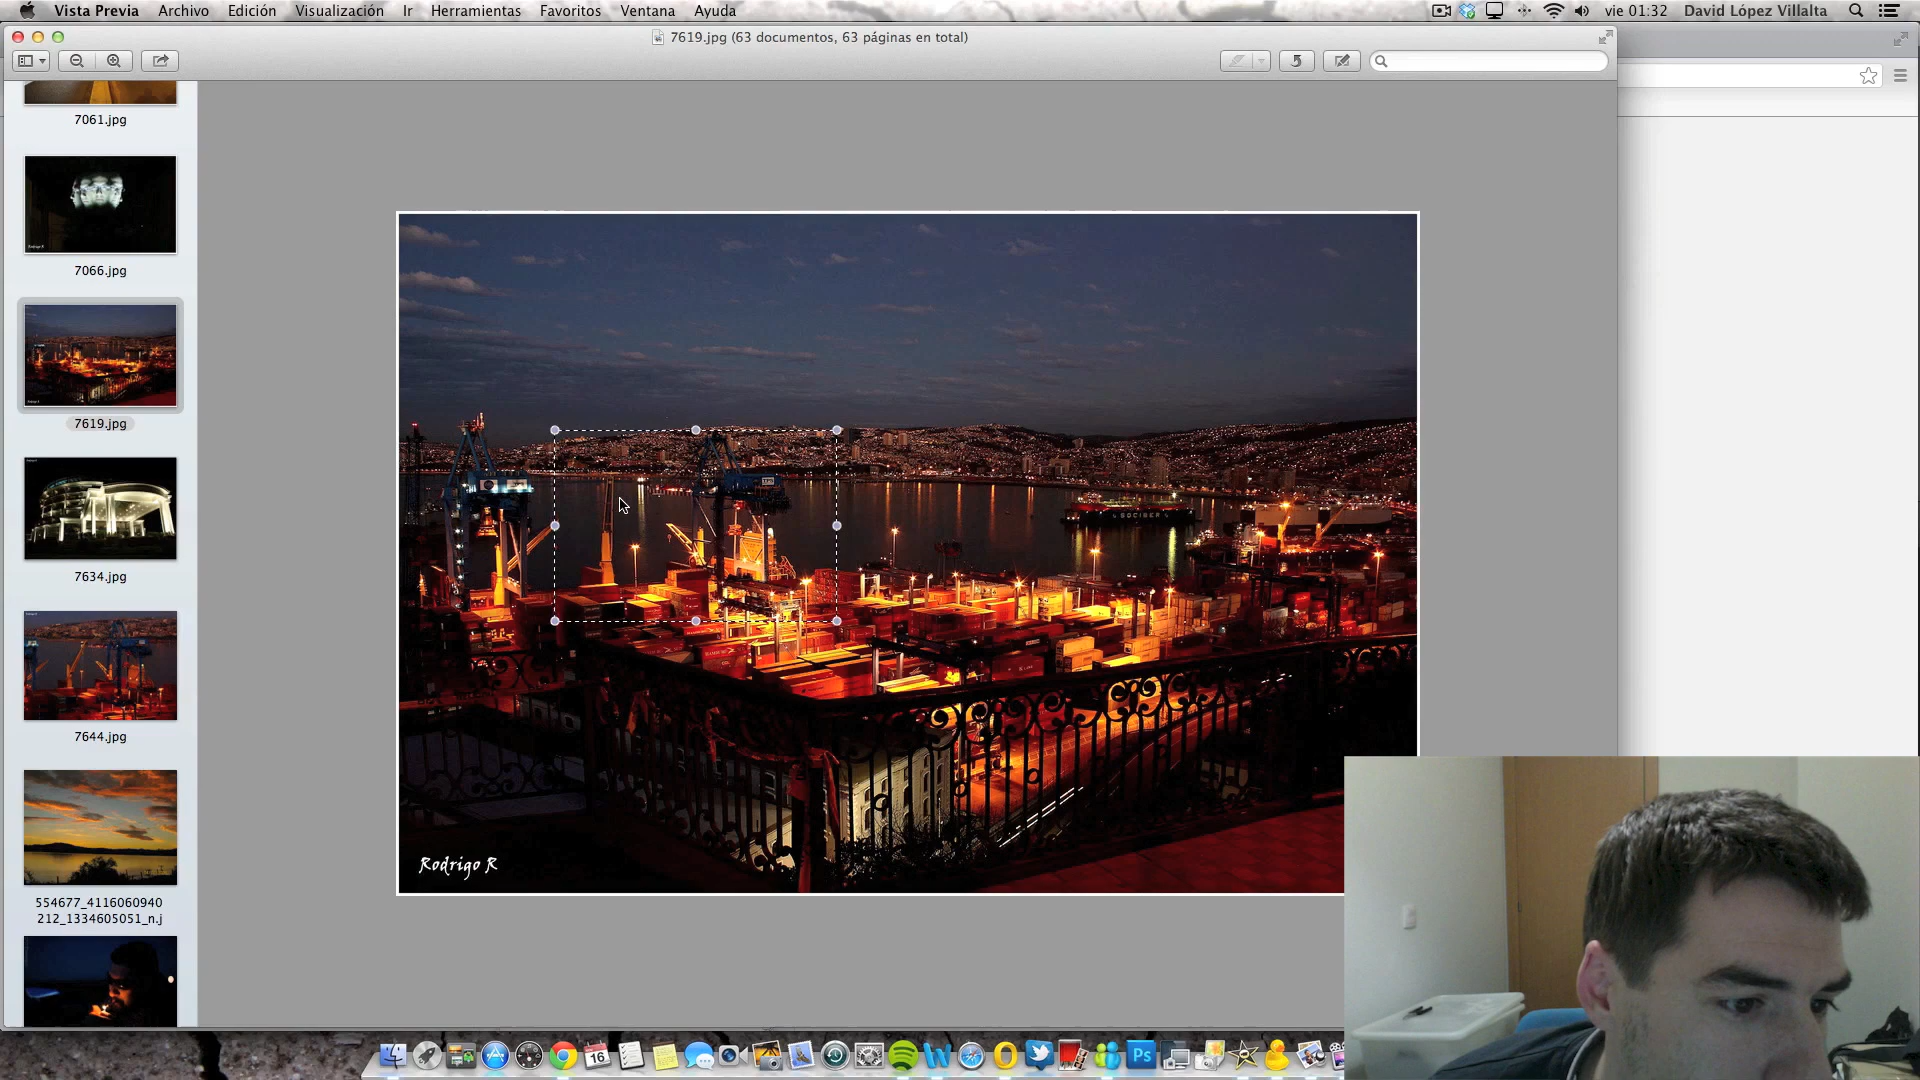 Vista Previa Archivo Edición Visualización Ir Herramientas Favoritos Ventana Ayuda vie 01:32 David López Villalta
7619.jpg (63 documentos, 63 páginas en total)
7061.jpg
7066.jpg
7619.jpg
7634.jpg
7644.jpg
554677_4116060940
212_1334605051_n.j
SOCIBER
Rodrigo R
16
Ps